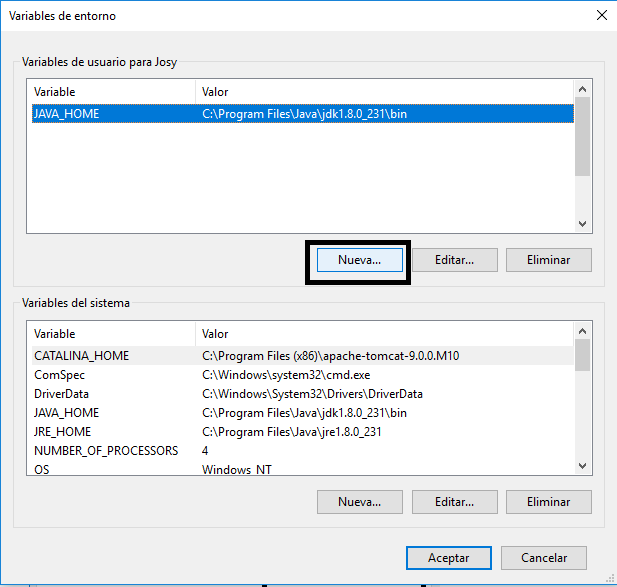 Variables de entorno
Variables de usuario para Josy
Variable Valor
JAVA_HOME C:\Program Files\Java\jdk1.8.0_231\bin
Nueva... Editar... Eliminar
Variables del sistema
Variable Valor
CATALINA_HOME C:\Program Files (x86)\apache-tomcat-9.0.0.M10
ComSpec C:\Windows\system32\cmd.exe
DriverData C:\Windows\System32\Drivers\DriverData
JAVA_HOME C:\Program Files\Java\jdk1.8.0_231\bin
JRE_HOME C:\Program Files\Java\jre1.8.0_231
NUMBER_OF_PROCESSORS 4
OS Windows_NT
Nueva... Editar... Eliminar
Aceptar Cancelar